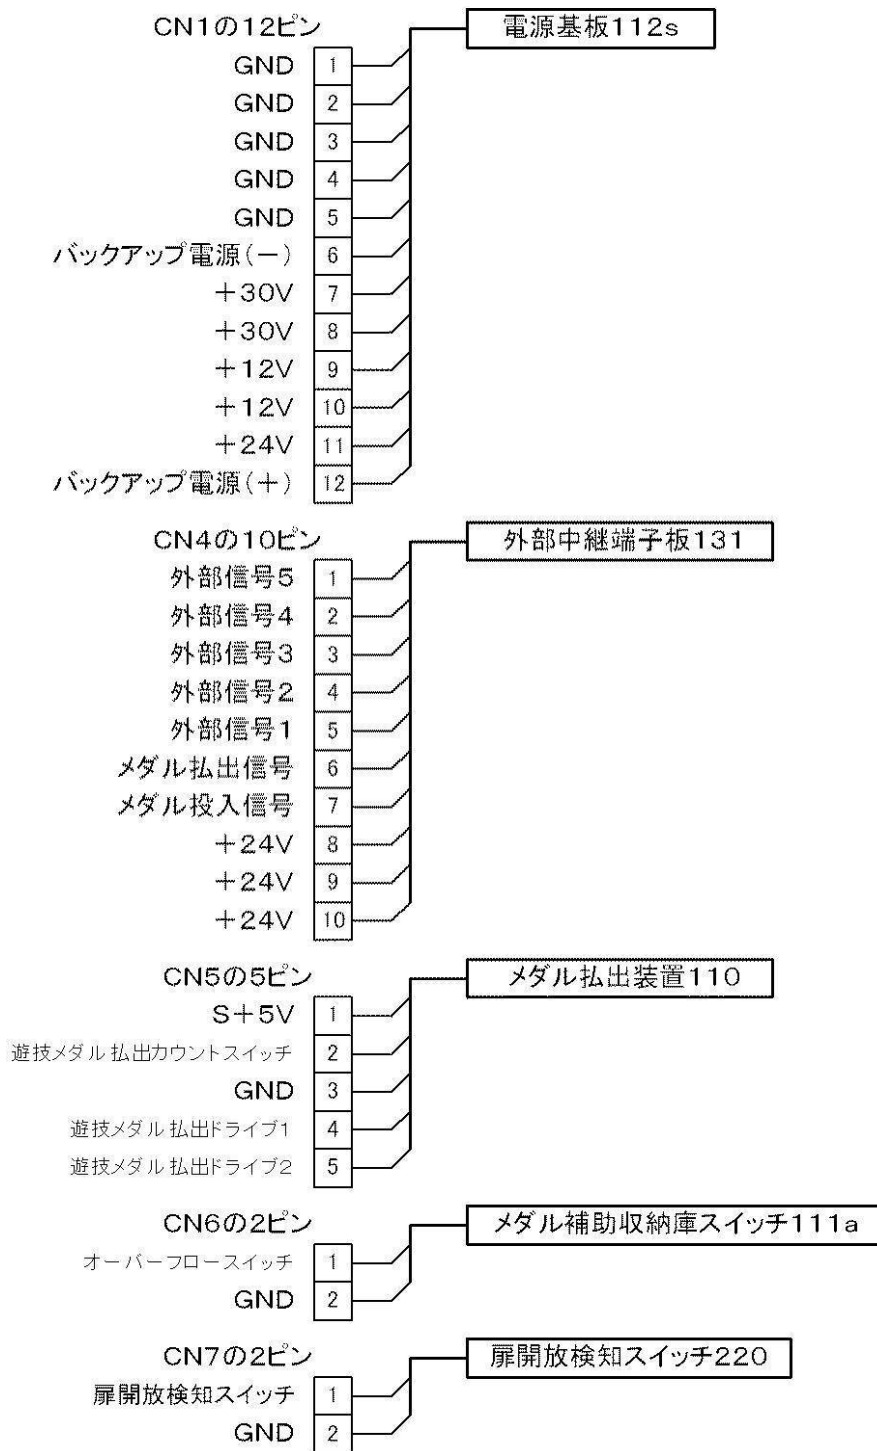 CN1の12ピン 電源基板112s
GND 1
GND 2
GND 3
GND 4
GND 5
バックアップ電源(－) 6
＋30V 7
＋30V 8
＋12V 9
＋12V 10
＋24V 11
バックアップ電源(＋) 12
CN4の10ピン 外部中継端子板131
外部信号5 1
外部信号4 2
外部信号3 3
外部信号2 4
外部信号1 5
メダル払出信号 6
メダル投入信号 7
＋24V 8
＋24V 9
＋24V 10
CN5の5ピン メダル払出装置110
S＋5V 1
遊技メダル払出カウントスイッチ 2
GND 3
遊技メダル払出ドライブ1 4
遊技メダル払出ドライブ2 5
CN6の2ピン メダル補助収納庫スイッチ111a
オーバーフロースイッチ 1
GND 2
CN7の2ピン 扉開放検知スイッチ220
扉開放検知スイッチ 1
GND 2